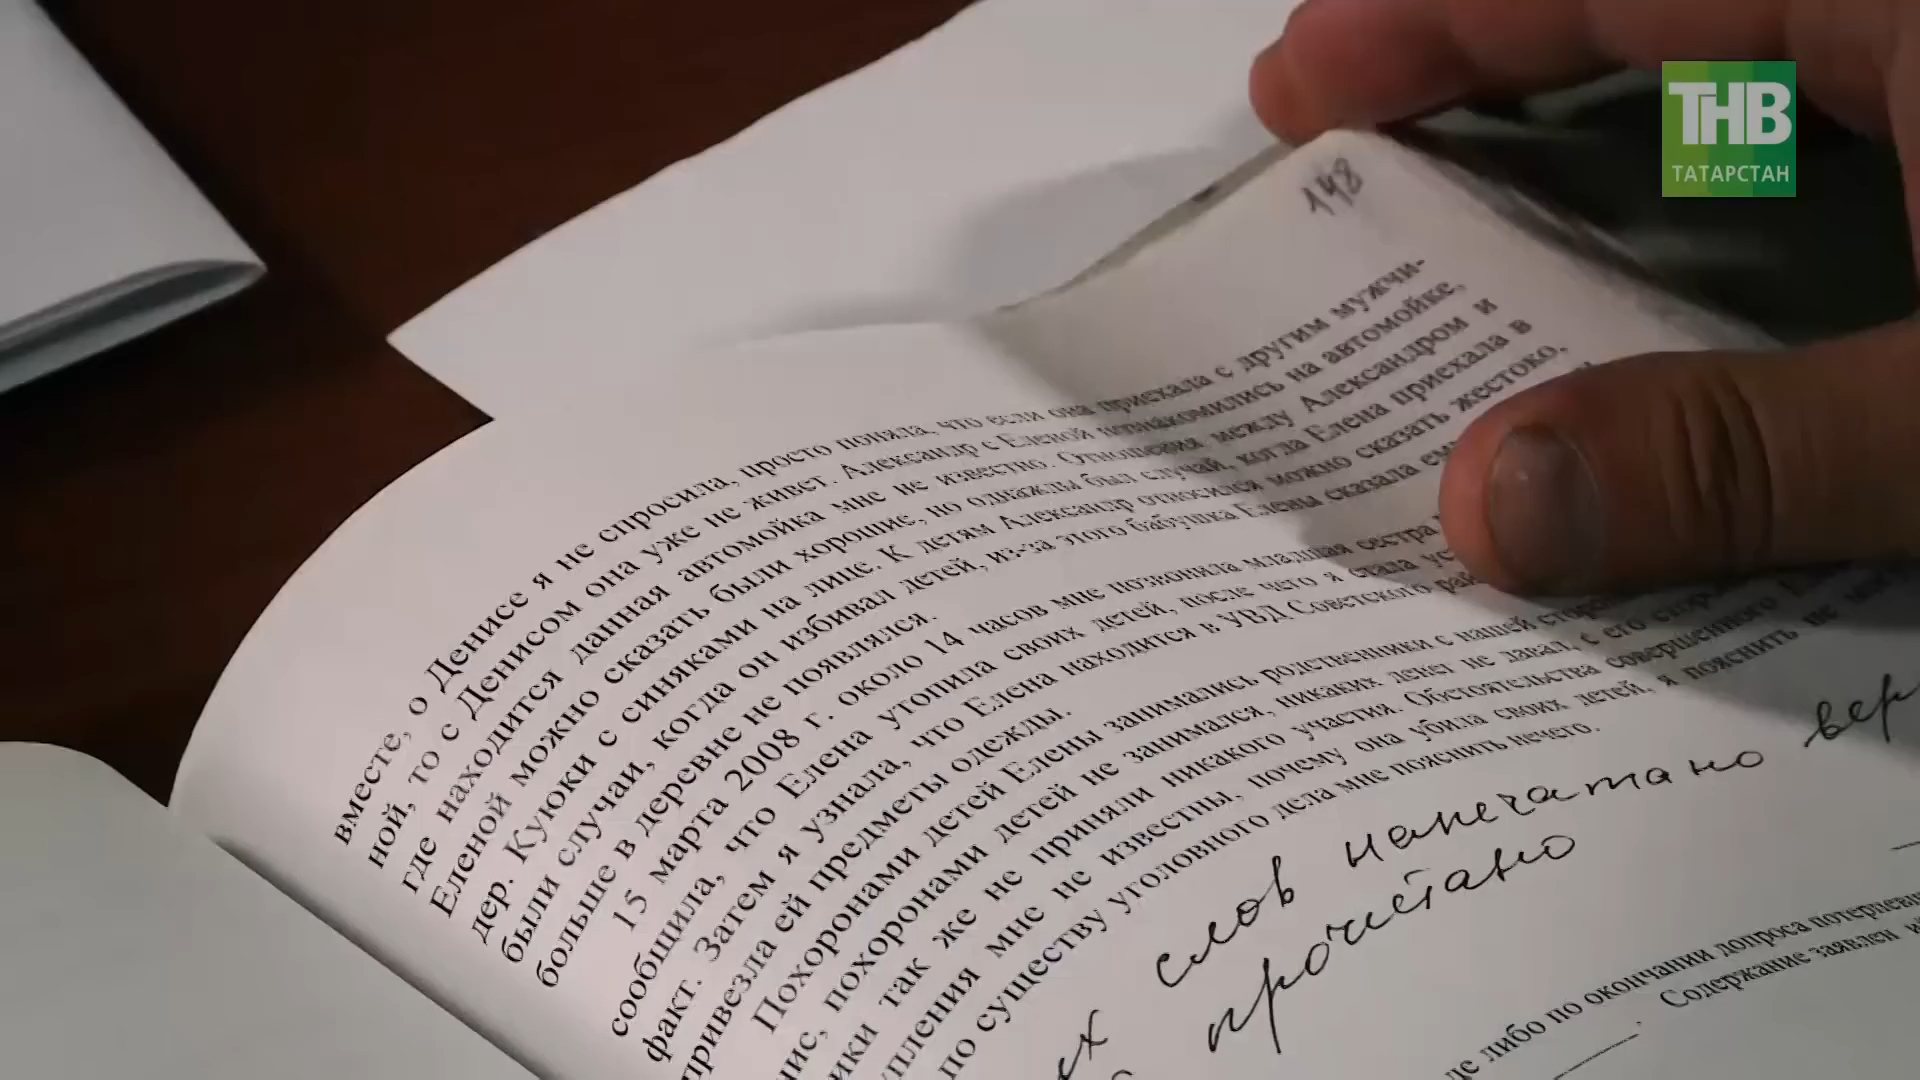 ТНВ
ТАТАРСТАН
148
вместе, о Денисе я не спросила, просто поняла, что если она приехала с другим мужчи-
ной, то с Денисом она уже не живет. Александр с Еленой познакомились на автомойке,
где находится данная автомойка мне не известно. Отношения между Александром и
Еленой можно сказать были хорошие, но однажды был случай, когда Елена приехала в
дер. Куюки с синяками на лице. К детям Александр относился можно сказать жестоко,
были случаи, когда он избивал детей, из-за этого бабушка Елены сказала
больше в деревне не появлялся.
15 марта 2008 г. около 14 часов мне позвонила младшая сестра
сообщила, что Елена утопила своих детей, после чего я стала
факт. Затем я узнала, что Елена находится в УВД Советского
привезла ей предметы одежды.
Похоронами детей Елены занимались родственники с нашей
похоронами детей не занимался, никаких денег не давал, с его
так же не приняли никакого участия. Обстоятельства совершенного
мне не известны, почему она убила своих детей, я пояснить не
по существу уголовного дела мне пояснить нечего.
слов напечатано
прочитано
либо по окончании допроса
Содержание заявлен